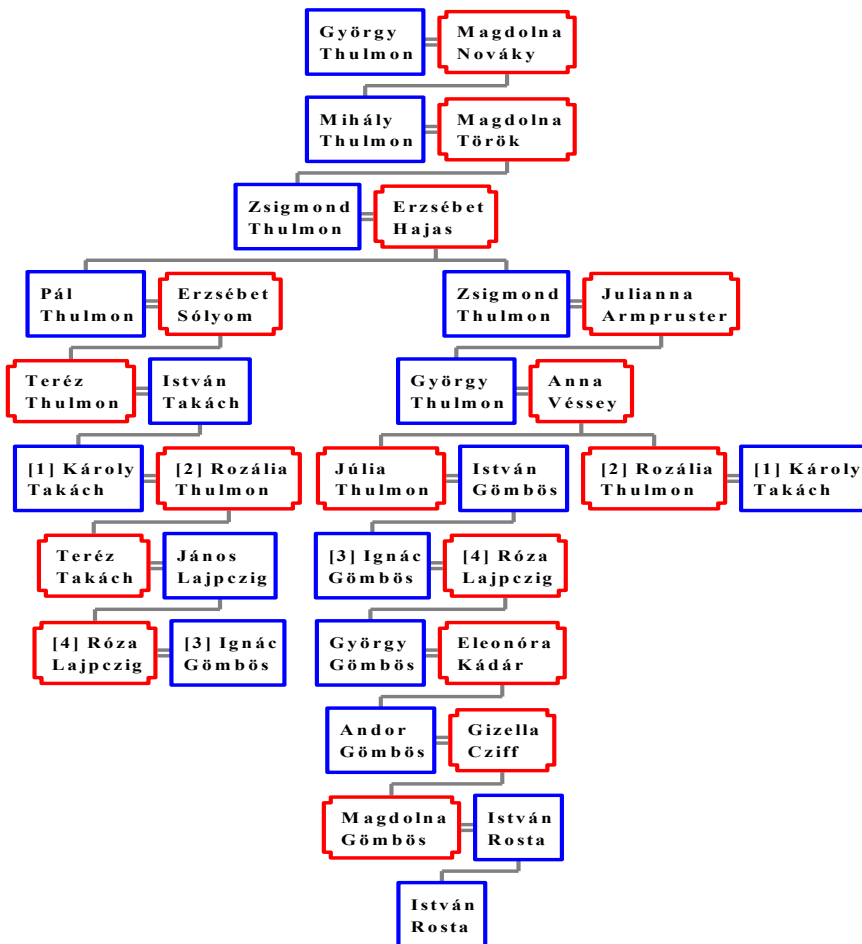 György
Thulmon
Magdolna
Nováky
Mihály
Thulmon
Magdolna
Török
Zsigmond
Thulmon
Erzsébet
Hajas
Pál
Thulmon
Erzsébet
Sólyom
Zsigmond
Thulmon
Julianna
Armpruster
Teréz
Thulmon
István
Takách
György
Thulmon
Anna
Véssey
[1] Károly
Takách
[2] Rozália
Thulmon
Júlia
Thulmon
István
Gömbös
[2] Rozália
Thulmon
[1] Károly
Takách
Teréz
Takách
János
Lajpczig
[3] Ignác
Gömbös
[4] Róza
Lajpczig
[4] Róza
Lajpczig
[3] Ignác
Gömbös
György
Gömbös
Eleonóra
Kádár
Andor
Gömbös
Gizella
Cziff
Magdolna
Gömbös
István
Rosta
István
Rosta